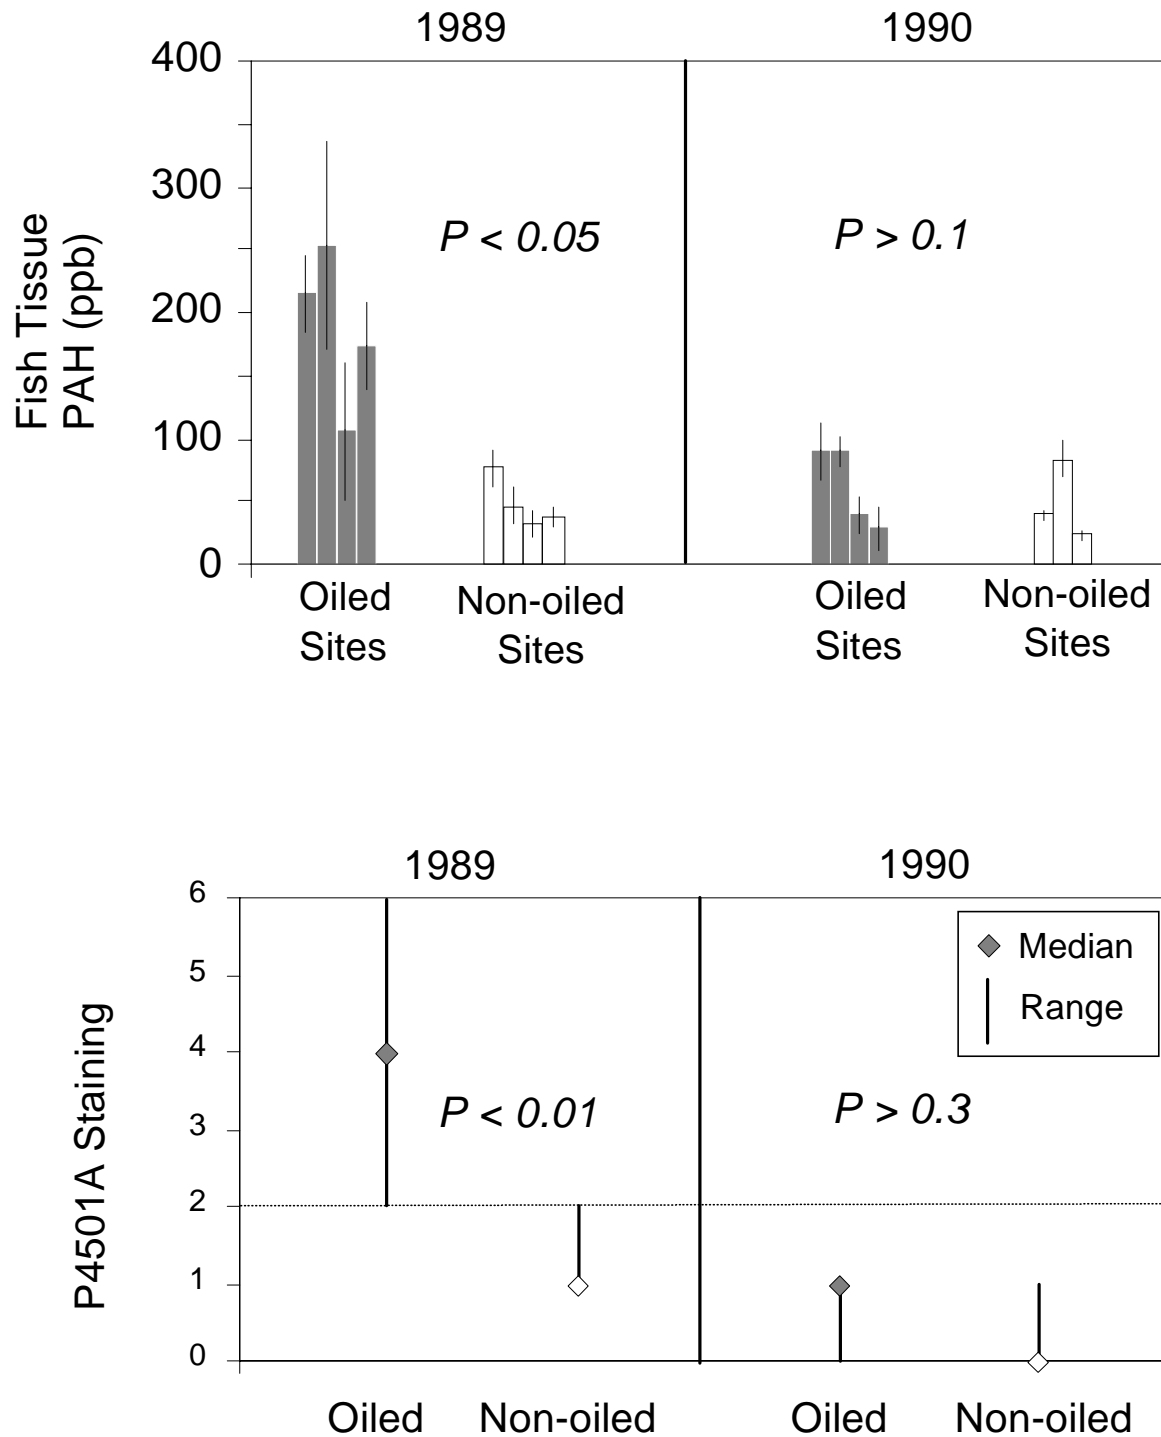 1989 1990
400
300
200
100
0
Fish Tissue
PAH (ppb)
P < 0.05
P > 0.1
Oiled
Sites
Non-oiled
Sites
Oiled
Sites
Non-oiled
Sites
1989 1990
6
5
4
3
2
1
0
P4501A Staining
Median
Range
P < 0.01
P > 0.3
Oiled Non-oiled Oiled Non-oiled